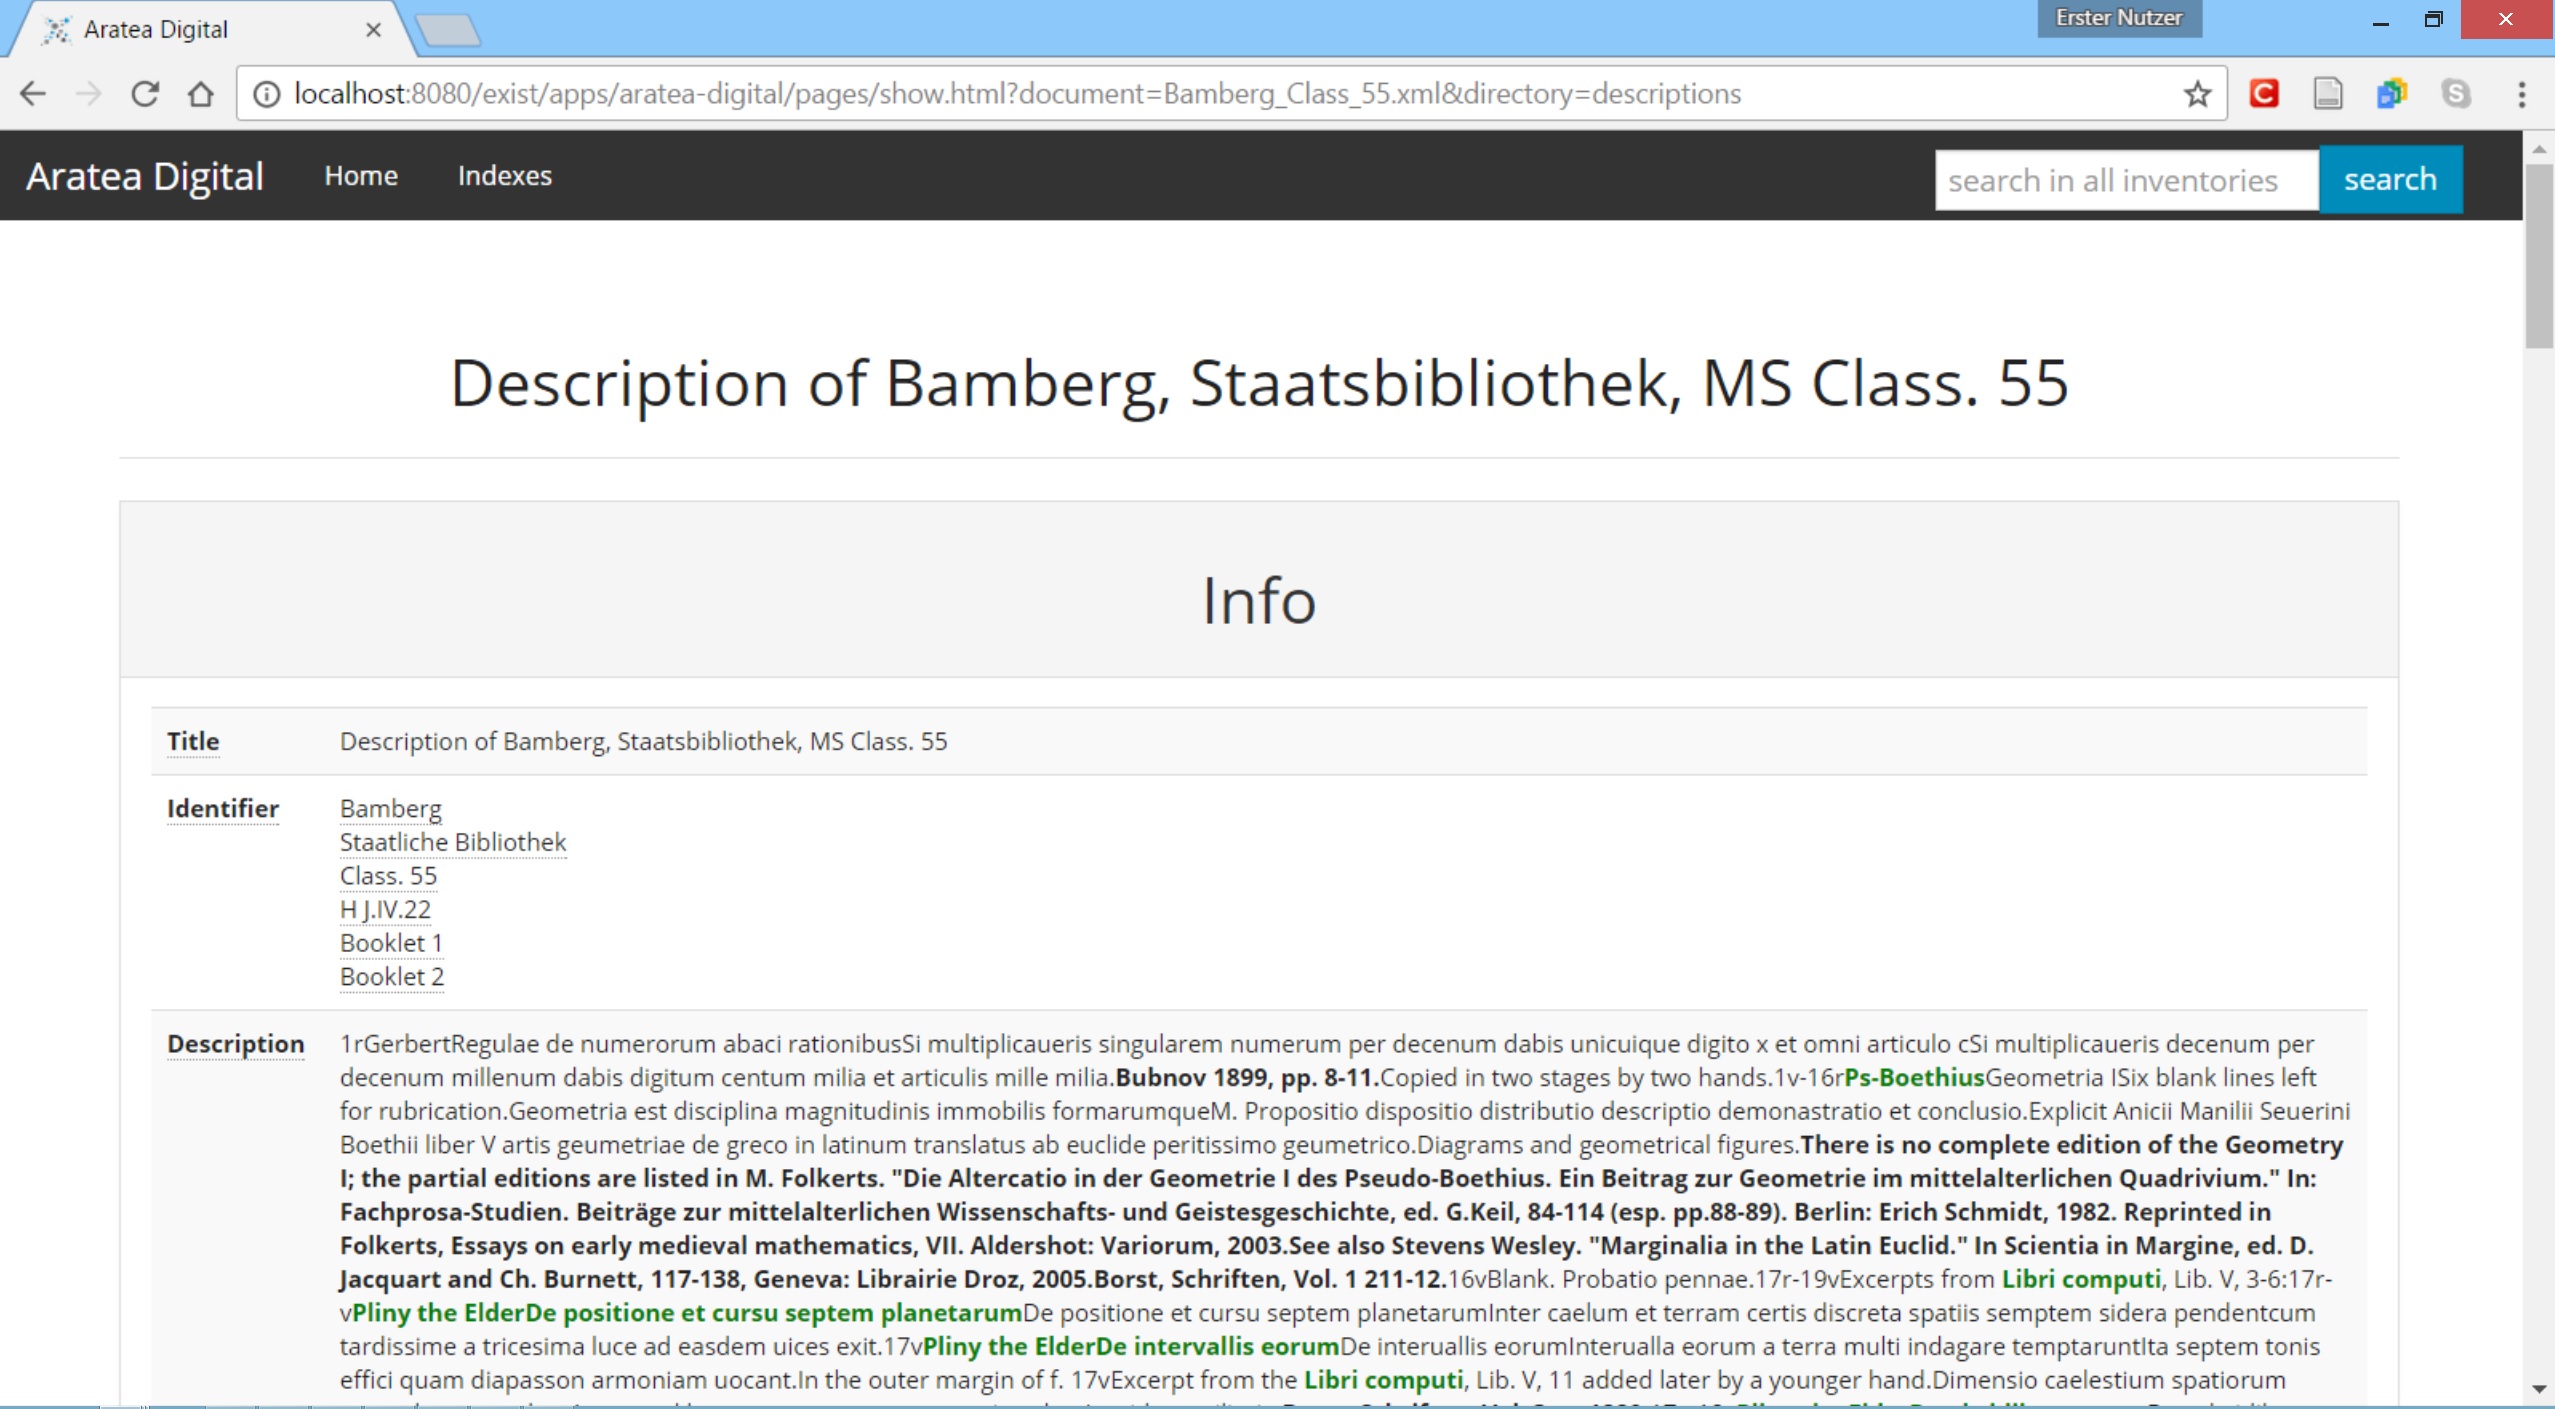 Aratea Digital
Erster Nutzer
localhost:8080/exist/apps/aratea-digital/pages/show.html?document=Bamberg_Class_55.xml&directory=descriptions
Aratea Digital Home Indexes search in all inventories search
Description of Bamberg, Staatsbibliothek, MS Class. 55
Info
Title Description of Bamberg, Staatsbibliothek, MS Class. 55
Identifier Bamberg
Staatliche Bibliothek
Class. 55
H J.IV.22
Booklet 1
Booklet 2
Description 1rGerbertRegulae de numerorum abaci rationibusSi multiplicaueris singularem numerum per decenum dabis unicuique digito x et omni articulo cSi multiplicaueris decenum per
decenum millenum dabis digitum centum milia et articulis mille milia.Bubnov 1899, pp. 8-11.Copied in two stages by two hands.1v-16rPs-BoethiusGeometria ISix blank lines left
for rubrication.Geometria est disciplina magnitudinis immobilis formarumqueM. Propositio dispositio distributio descriptio demonastratio et conclusio.Explicit Anicii Manilii Seuerini
Boethii liber V artis geumetriae de greco in latinum translatus ab euclide peritissimo geumetrico.Diagrams and geometrical figures.There is no complete edition of the Geometry
I; the partial editions are listed in M. Folkerts. "Die Altercatio in der Geometrie I des Pseudo-Boethius. Ein Beitrag zur Geometrie im mittelalterlichen Quadrivium." In:
Fachprosa-Studien. Beiträge zur mittelalterlichen Wissenschafts- und Geistesgeschichte, ed. G.Keil, 84-114 (esp. pp.88-89). Berlin: Erich Schmidt, 1982. Reprinted in
Folkerts, Essays on early medieval mathematics, VII. Aldershot: Variorum, 2003.See also Stevens Wesley. "Marginalia in the Latin Euclid." In Scientia in Margine, ed. D.
Jacquart and Ch. Burnett, 117-138, Geneva: Librairie Droz, 2005.Borst, Schriften, Vol. 1 211-12.16vBlank. Probatio pennae.17r-19vExcerpts from Libri computi, Lib. V, 3-6:17r-
vPliny the ElderDe positione et cursu septem planetarumDe positione et cursu septem planetarumInter caelum et terram certis discreta spatiis semptem sidera pendentcum
tardissime a tricesima luce ad easdem uices exit.17vPliny the ElderDe intervallis eorumDe interuallis eorumInterualla eorum a terra multi indagare temptaruntIta septem tonis
effici quam diapasson armoniam uocant.In the outer margin of f. 17vExcerpt from the Libri computi, Lib. V, 11 added later by a younger hand.Dimensio caelestium spatiorum